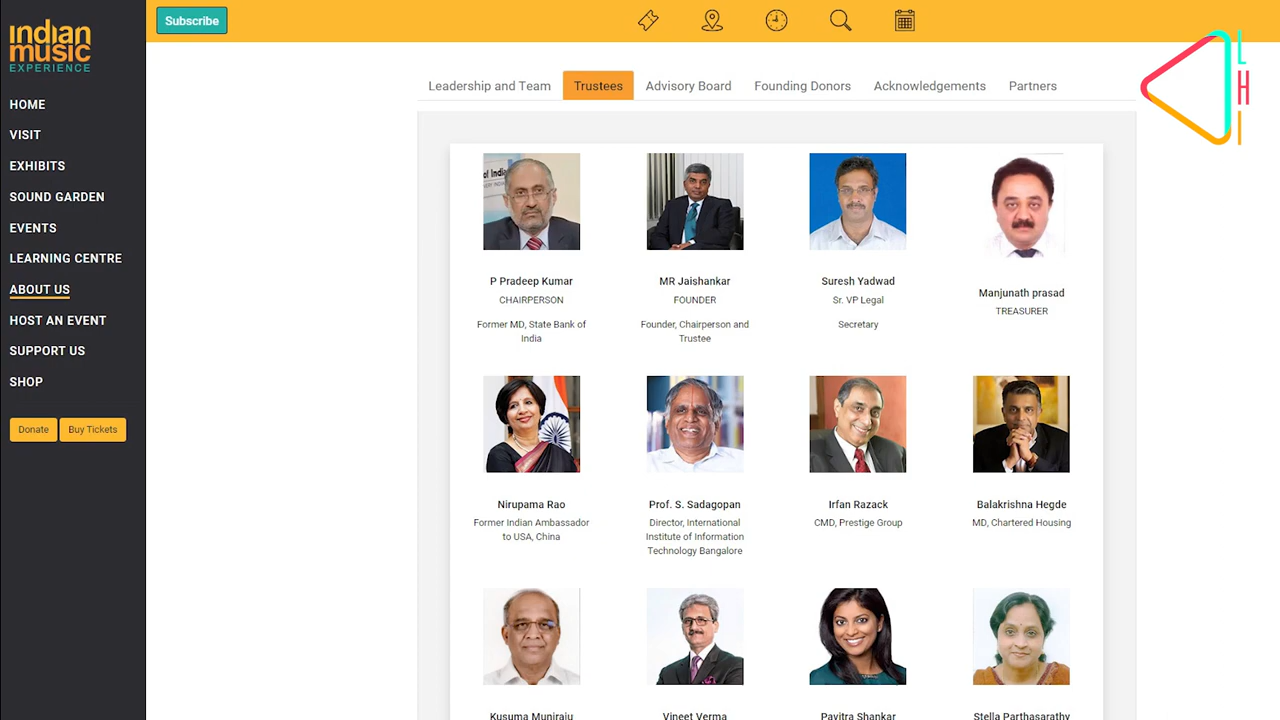 Subscribe
indian
music
EXPERIENCE
HOME
VISIT
EXHIBITS
SOUND GARDEN
EVENTS
LEARNING CENTRE
ABOUT US
HOST AN EVENT
SUPPORT US
SHOP
Donate
Buy Tickets
LHI
Leadership and Team
Trustees
Advisory Board
Founding Donors
Acknowledgements
Partners
of Indi
P Pradeep Kumar
CHAIRPERSON
Former MD, State Bank of
India
MR Jaishankar
FOUNDER
Founder, Chairperson and
Trustee
Suresh Yadwad
Sr. VP Legal
Secretary
Manjunath prasad
TREASURER
Nirupama Rao
Former Indian Ambassador
to USA, China
Prof. S. Sadagopan
Director, International
Institute of Information
Technology Bangalore
Irfan Razack
CMD, Prestige Group
Balakrishna Hegde
MD, Chartered Housing
Kusuma Muniraju
Vineet Verma
Pavitra Shankar
Stella Parthasarathy